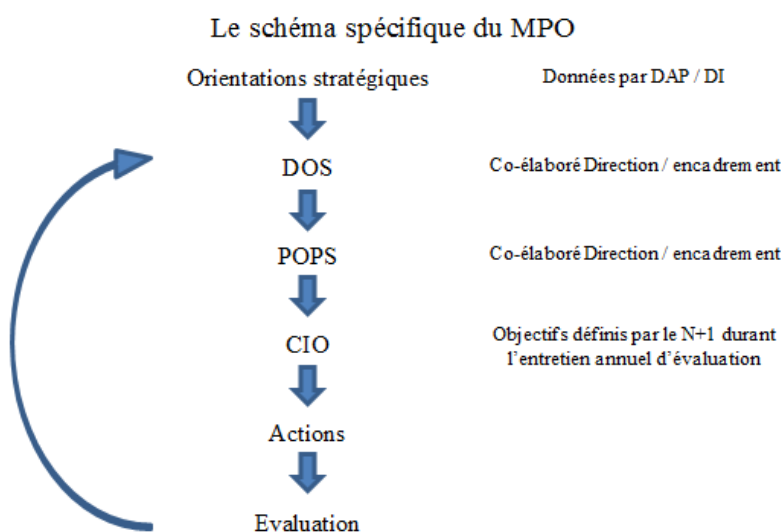 Le schéma spécifique du MPO
Orientations stratégiques
Données par DAP / DI
DOS
Co-élaboré Direction / encadrement
POPS
Co-élaboré Direction / encadrement
CIO
Objectifs définis par le N+1 durant
l'entretien annuel d'évaluation
Actions
Evaluation